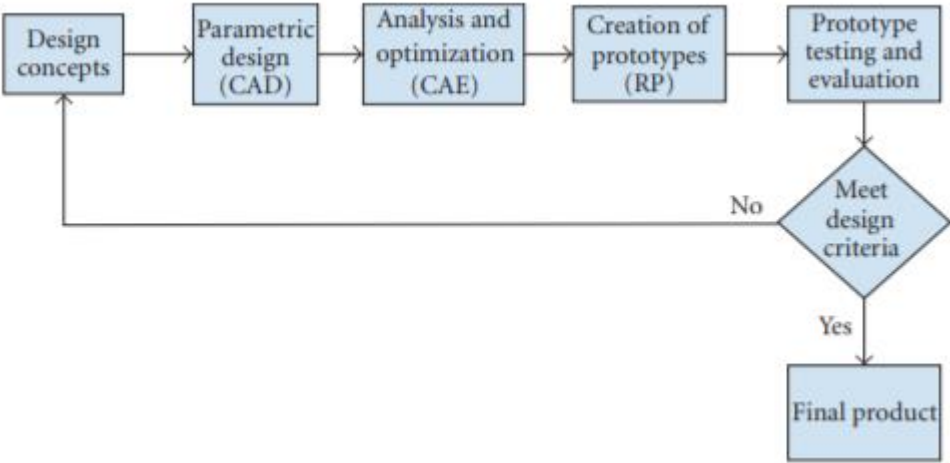 Design
concepts
Parametric
design
(CAD)
Analysis and
optimization
(CAE)
Creation of
prototypes
(RP)
Prototype
testing and
evaluation
Meet
design
criteria
No
Yes
Final product